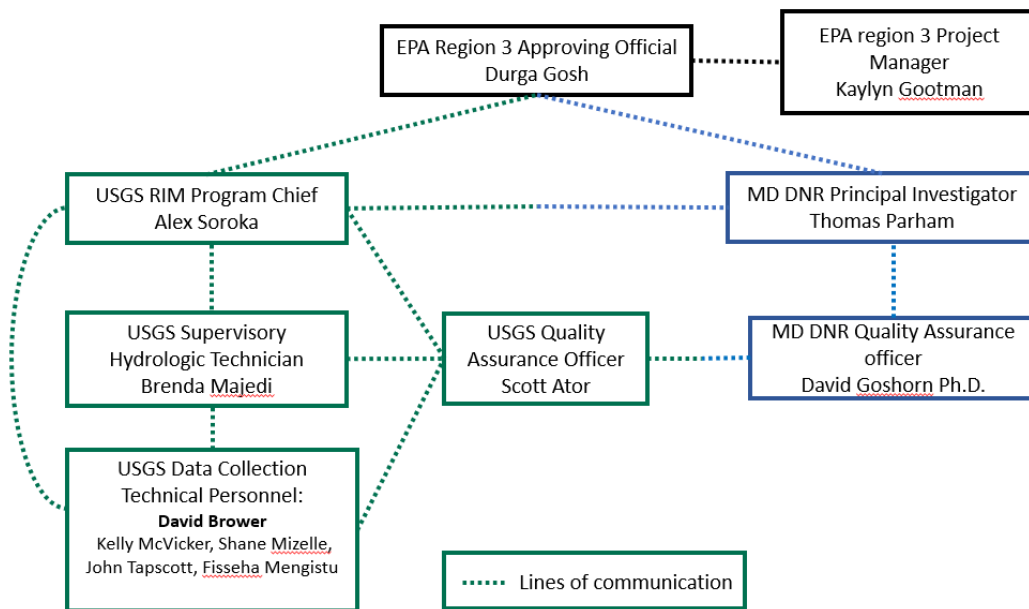 EPA Region 3 Approving Official
Durga Gosh
EPA region 3 Project
Manager
Kaylyn Gootman
USGS RIM Program Chief
Alex Soroka
MD DNR Principal Investigator
Thomas Parham
USGS Supervisory
Hydrologic Technician
Brenda Majedi
USGS Quality
Assurance Officer
Scott Ator
MD DNR Quality Assurance
officer
David Goshorn Ph.D.
USGS Data Collection
Technical Personnel:
David Brower
Kelly McVicker, Shane Mizelle,
John Tapscott, Fisseha Mengistu
Lines of communication